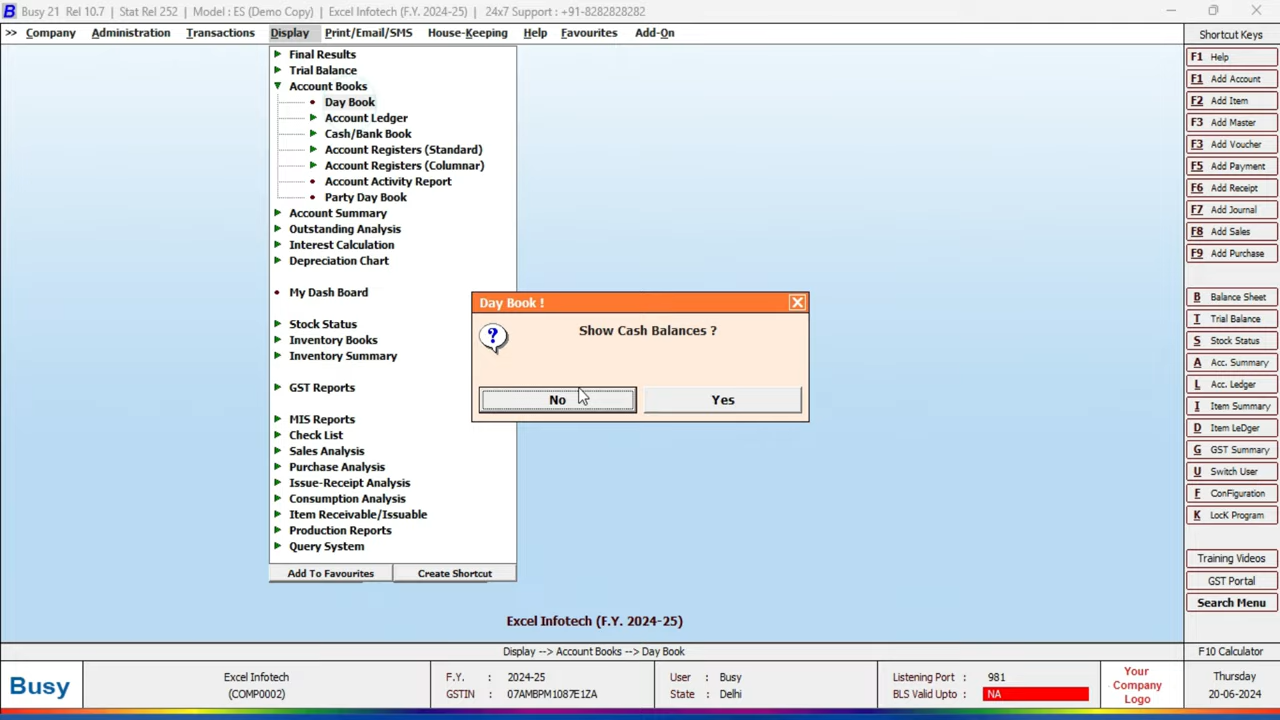 Busy 21 Rel 10.7 | Stat Rel 252 | Model : ES (Demo Copy) | Excel Infotech (F.Y. 2024-25) | 24x7 Support : +91-8282828282
>> Company Administration Transactions Display Print/Email/SMS House-Keeping Help Favourites Add-On
Final Results
Trial Balance
Account Books
Day Book
Account Ledger
Cash/Bank Book
Account Registers (Standard)
Account Registers (Columnar)
Account Activity Report
Party Day Book
Account Summary
Outstanding Analysis
Interest Calculation
Depreciation Chart
My Dash Board
Stock Status
Inventory Books
Inventory Summary
GST Reports
MIS Reports
Check List
Sales Analysis
Purchase Analysis
Issue-Receipt Analysis
Consumption Analysis
Item Receivable/Issuable
Production Reports
Query System
Add To Favourites Create Shortcut
Day Book !
Show Cash Balances ?
No Yes
Shortcut Keys
F1 Help
F1 Add Account
F2 Add Item
F3 Add Master
F3 Add Voucher
F5 Add Payment
F6 Add Receipt
F7 Add Journal
F8 Add Sales
F9 Add Purchase
B Balance Sheet
T Trial Balance
S Stock Status
A Acc. Summary
L Acc. Ledger
I Item Summary
D Item LeDger
G GST Summary
U Switch User
F ConFiguration
K LocK Program
Training Videos
GST Portal
Search Menu
Excel Infotech (F.Y. 2024-25)
Display --> Account Books --> Day Book
F10 Calculator
Busy
Excel Infotech
(COMP0002)
F.Y. : 2024-25
GSTIN : 07AMBPM1087E1ZA
User : Busy
State : Delhi
Listening Port : 981
BLS Valid Upto : NA
Your
Company
Logo
Thursday
20-06-2024